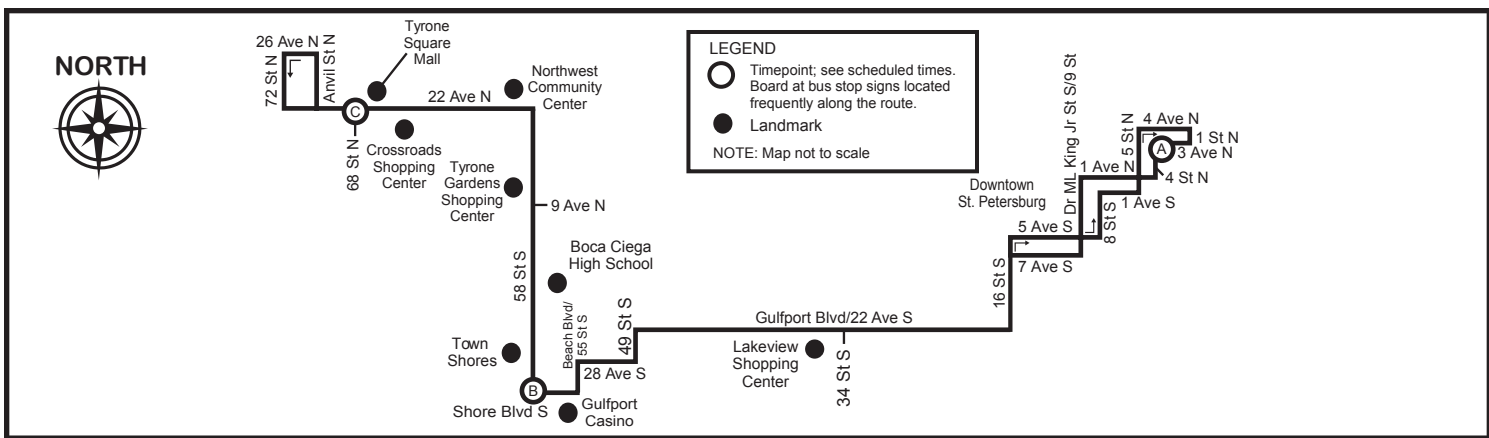 NORTH
26 Ave N
72 St N
Anvil St N
Tyrone
Square
Mall
C
68 St N
22 Ave N
Crossroads
Shopping
Center
Northwest
Community
Center
Tyrone
Gardens
Shopping
Center
9 Ave N
58 St S
Boca Ciega
High School
Town
Shores
Beach Blvd/
55 St S
49 St S
28 Ave S
B
Shore Blvd S
Gulfport
Casino
Gulfport Blvd/22 Ave S
Lakeview
Shopping
Center
34 St S
LEGEND
Timepoint; see scheduled times.
Board at bus stop signs located
frequently along the route.
Landmark
NOTE: Map not to scale
Downtown
St. Petersburg
16 St S
5 Ave S
7 Ave S
Dr ML King Jr St S/9 St
8 St S
1 Ave N
1 Ave S
5 St N
4 Ave N
1 St N
A
3 Ave N
4 St N